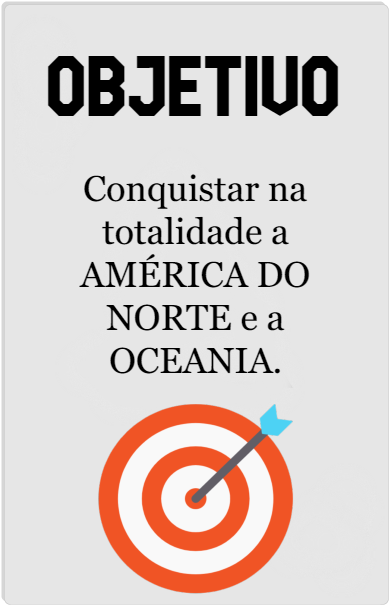 OBJETIVO
Conquistar na
totalidade a
AMÉRICA DO
NORTE e a
OCEANIA.